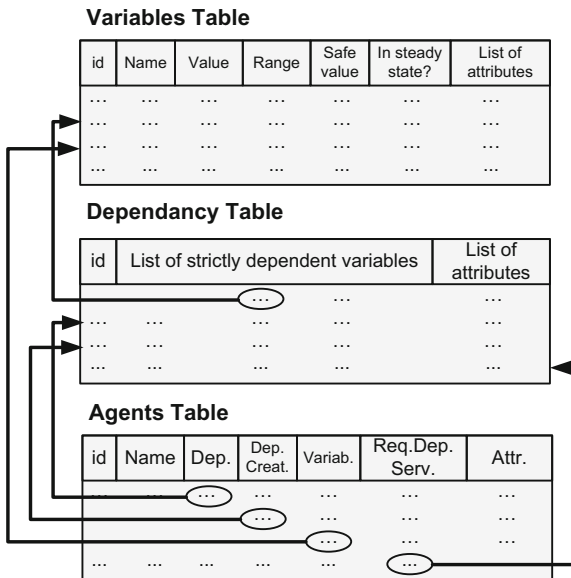 Variables Table
id Name Value Range Safe value In steady state? List of attributes
... ... ... ... ... ... ...
... ... ... ... ... ... ...
... ... ... ... ... ... ...
... ... ... ... ... ... ...
Dependancy Table
id List of strictly dependent variables List of attributes
... ... ...
... ... ... ... ...
... ... ... ... ...
... ... ... ... ...
Agents Table
id Name Dep. Dep. Creat. Variab. Req.Dep. Serv. Attr.
... ... ... ... ... ... ...
... ... ...
... ... ...
... ... ... ... ... ...